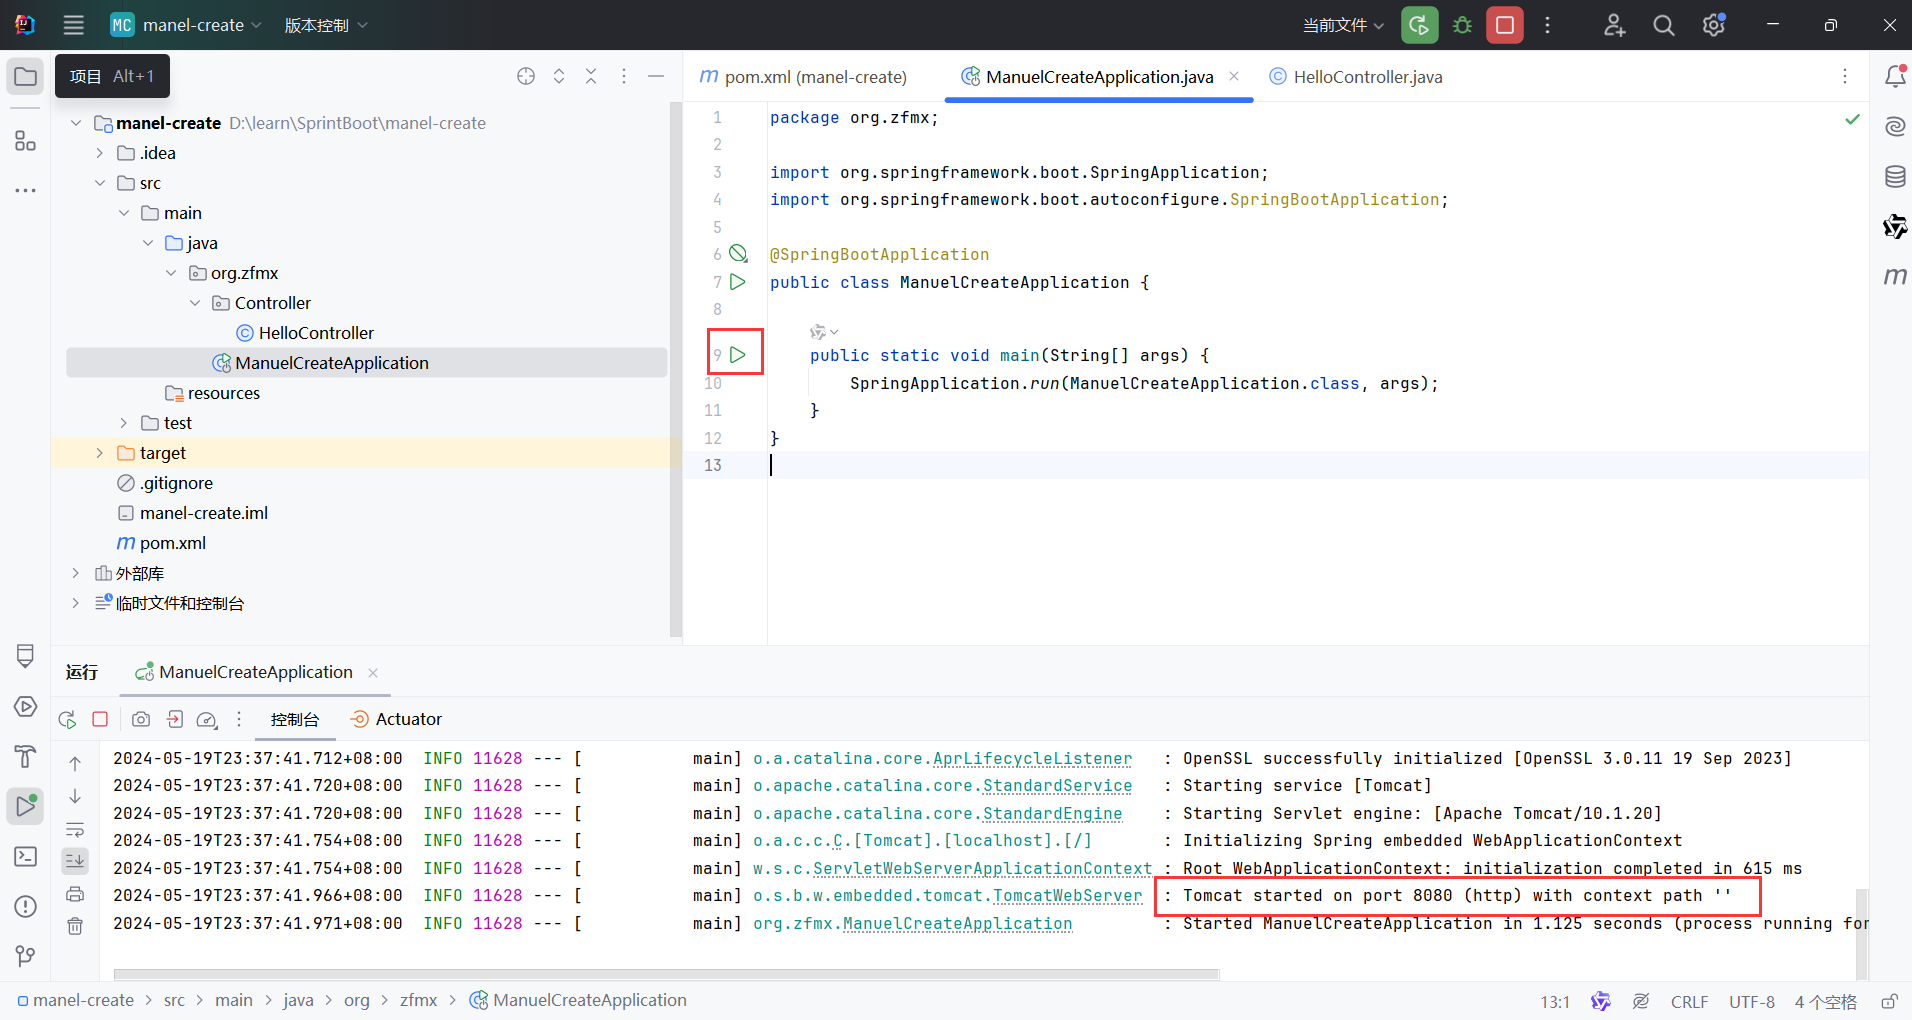 MC manel-create 版本控制 当前文件
项目 Alt+1
manel-create D:\learn\SprintBoot\manel-create
.idea
src
main
java
org.zfmx
Controller
HelloController
ManuelCreateApplication
resources
test
target
.gitignore
manel-create.iml
pom.xml
外部库
临时文件和控制台
pom.xml (manel-create) ManuelCreateApplication.java HelloController.java
1 package org.zfmx;
2
3 import org.springframework.boot.SpringApplication;
4 import org.springframework.boot.autoconfigure.SpringBootApplication;
5
6 @SpringBootApplication
7 public class ManuelCreateApplication {
8
9 public static void main(String[] args) {
10 SpringApplication.run(ManuelCreateApplication.class, args);
11 }
12 }
13
运行 ManuelCreateApplication
控制台 Actuator
2024-05-19T23:37:41.712+08:00 INFO 11628 --- [ main] o.a.catalina.core.AprLifecycleListener : OpenSSL successfully initialized [OpenSSL 3.0.11 19 Sep 2023]
2024-05-19T23:37:41.720+08:00 INFO 11628 --- [ main] o.apache.catalina.core.StandardService : Starting service [Tomcat]
2024-05-19T23:37:41.720+08:00 INFO 11628 --- [ main] o.apache.catalina.core.StandardEngine : Starting Servlet engine: [Apache Tomcat/10.1.20]
2024-05-19T23:37:41.754+08:00 INFO 11628 --- [ main] o.a.c.c.C.[Tomcat].[localhost].[/] : Initializing Spring embedded WebApplicationContext
2024-05-19T23:37:41.754+08:00 INFO 11628 --- [ main] w.s.c.ServletWebServerApplicationContext : Root WebApplicationContext: initialization completed in 615 ms
2024-05-19T23:37:41.966+08:00 INFO 11628 --- [ main] o.s.b.w.embedded.tomcat.TomcatWebServer : Tomcat started on port 8080 (http) with context path ''
2024-05-19T23:37:41.971+08:00 INFO 11628 --- [ main] org.zfmx.ManuelCreateApplication : Started ManuelCreateApplication in 1.125 seconds (process running for
manel-create > src > main > java > org > zfmx > ManuelCreateApplication 13:1 CRLF UTF-8 4 个空格